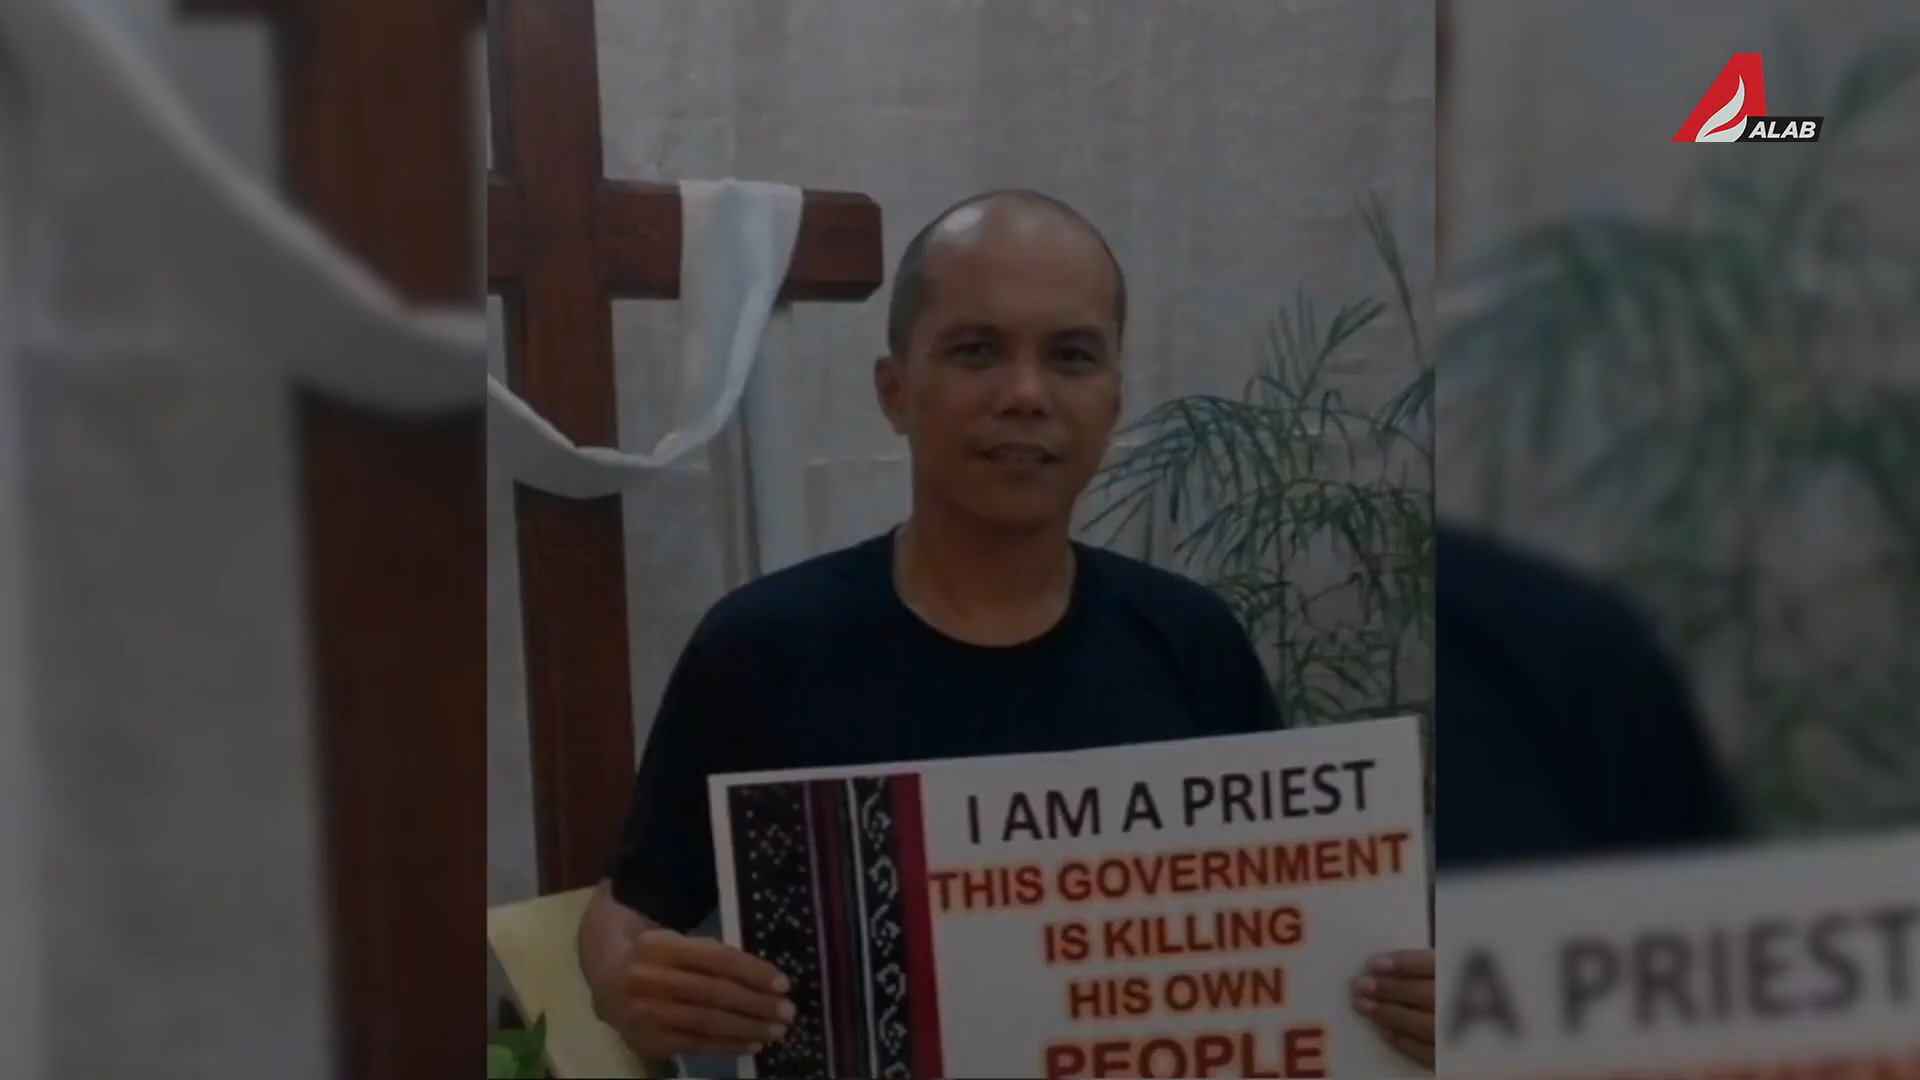 ALAB
I AM A PRIEST
THIS GOVERNMENT
IS KILLING
HIS OWN
PEOPLE
A PRIEST